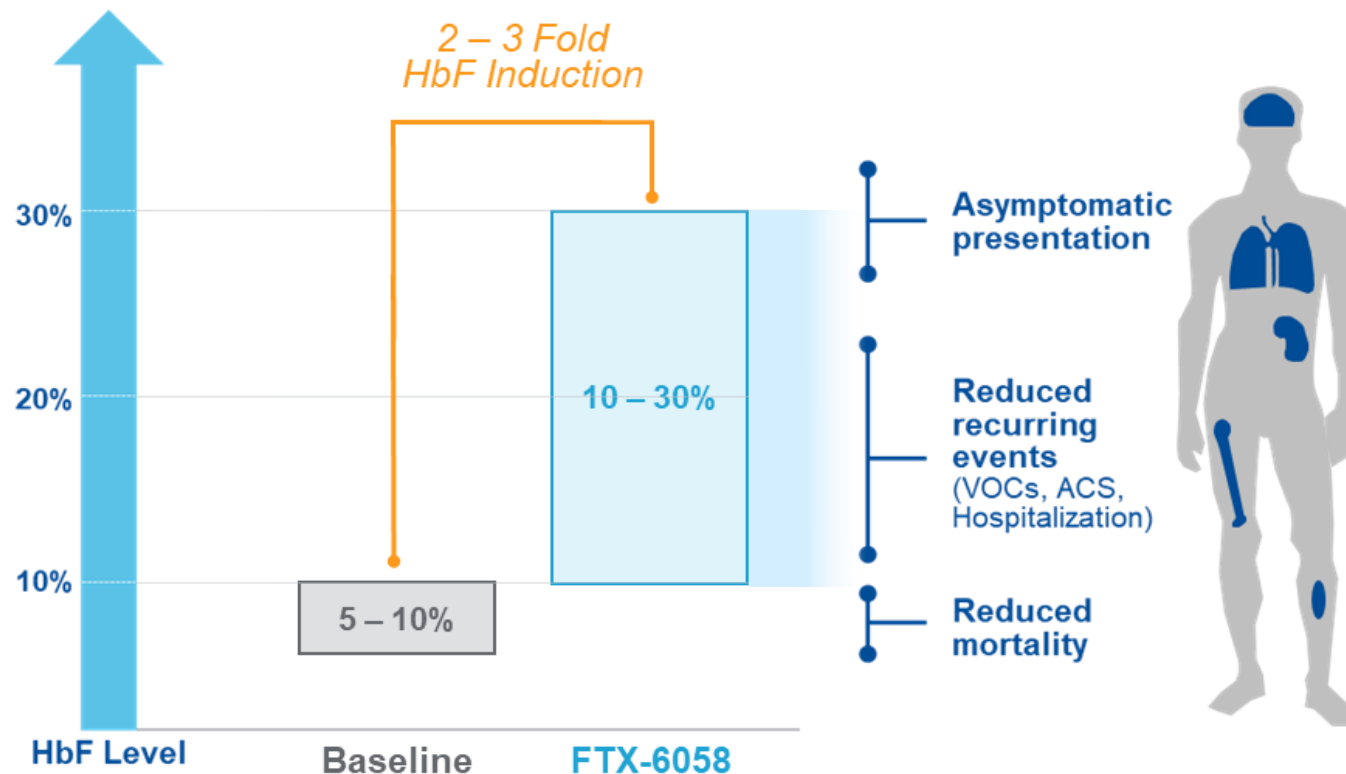 2 – 3 Fold
HbF Induction
30%
20%
10%
10 – 30%
5 – 10%
Asymptomatic
presentation
Reduced
recurring
events
(VOCs, ACS,
Hospitalization)
Reduced
mortality
HbF Level
Baseline
FTX-6058